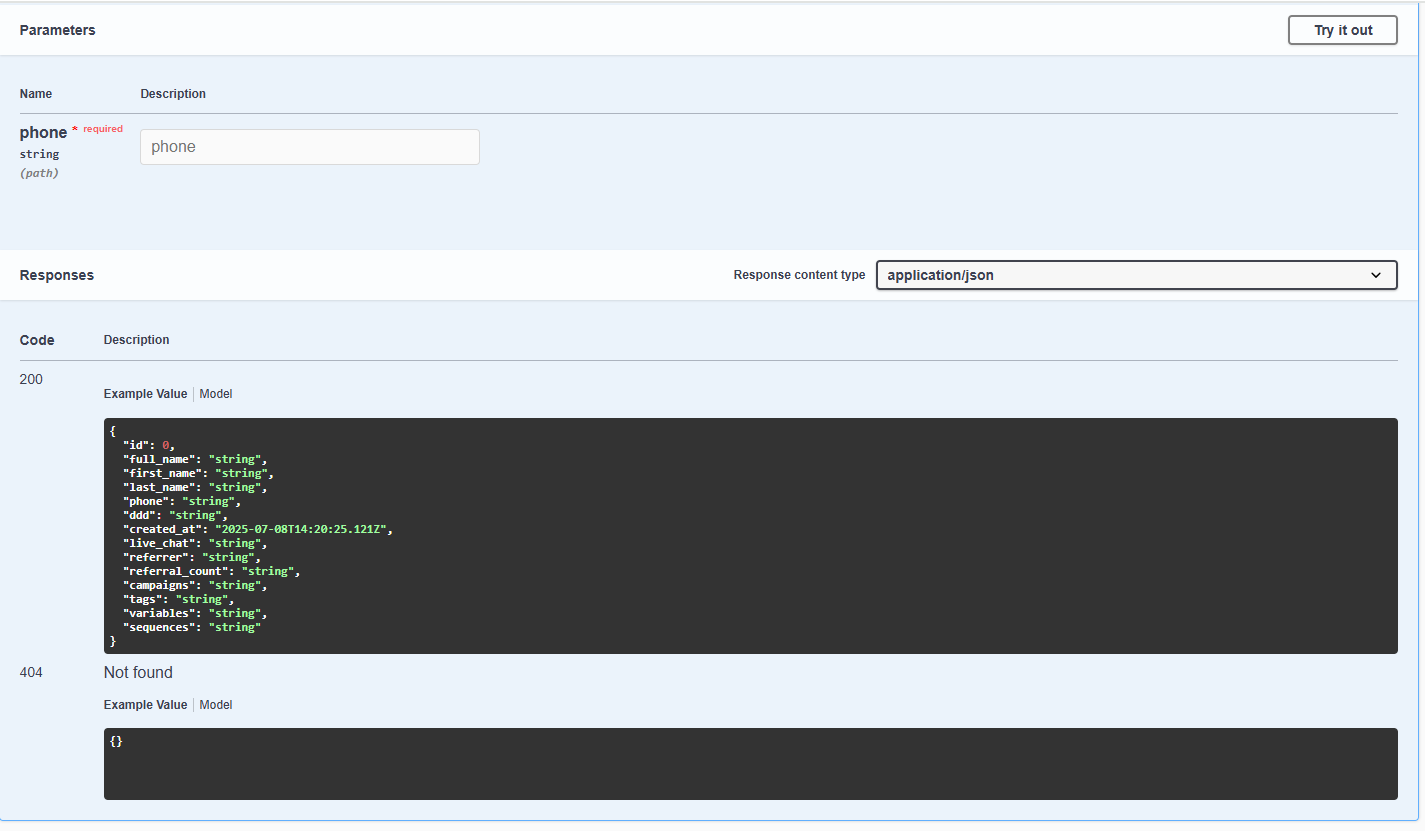 Parameters
Try it out
Name Description
phone * required
string
(path)
phone
Responses
Response content type
application/json
Code Description
200
Example Value Model
{
  "id": 0,
  "full_name": "string",
  "first_name": "string",
  "last_name": "string",
  "phone": "string",
  "ddd": "string",
  "created_at": "2025-07-08T14:20:25.121Z",
  "live_chat": "string",
  "referrer": "string",
  "referral_count": "string",
  "campaigns": "string",
  "tags": "string",
  "variables": "string",
  "sequences": "string"
}
404 Not found
Example Value Model
{}